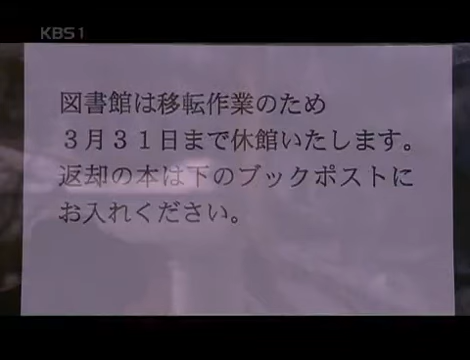 KBS1
図書館は移転作業のため
３月３１日まで休館いたします。
返却の本は下のブックポストに
お入れください。